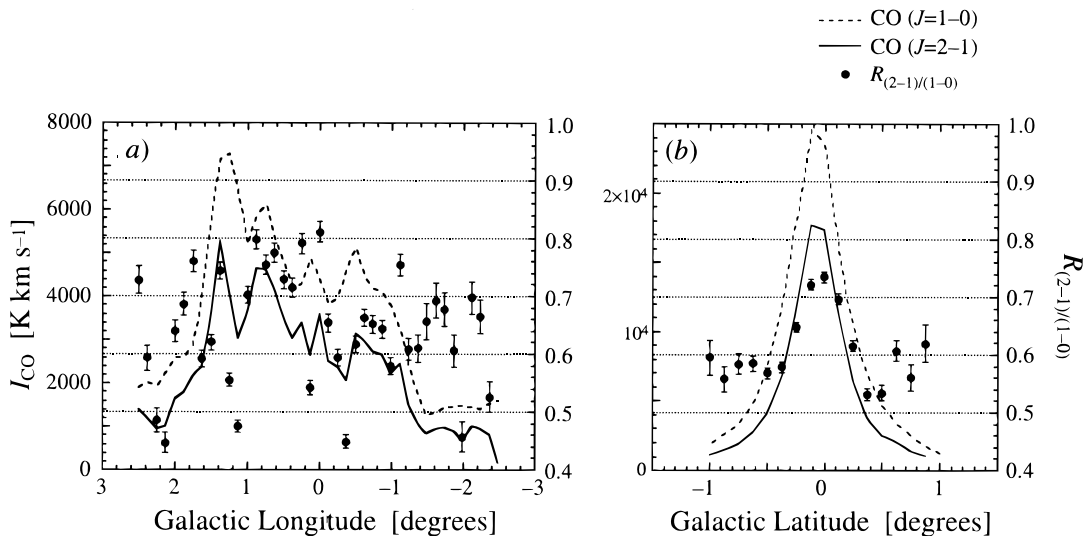 CO (J=1–0)
CO (J=2–1)
R(2–1)/(1–0)
a)
8000
6000
4000
2000
0
ICO [K km s⁻¹]
1.0
0.9
0.8
0.7
0.6
0.5
0.4
3 2 1 0 –1 –2 –3
Galactic Longitude [degrees]
(b)
2×10⁴
10⁴
0
1.0
0.9
0.8
0.7
0.6
0.5
0.4
R(2–1)/(1–0)
–1 0 1
Galactic Latitude [degrees]